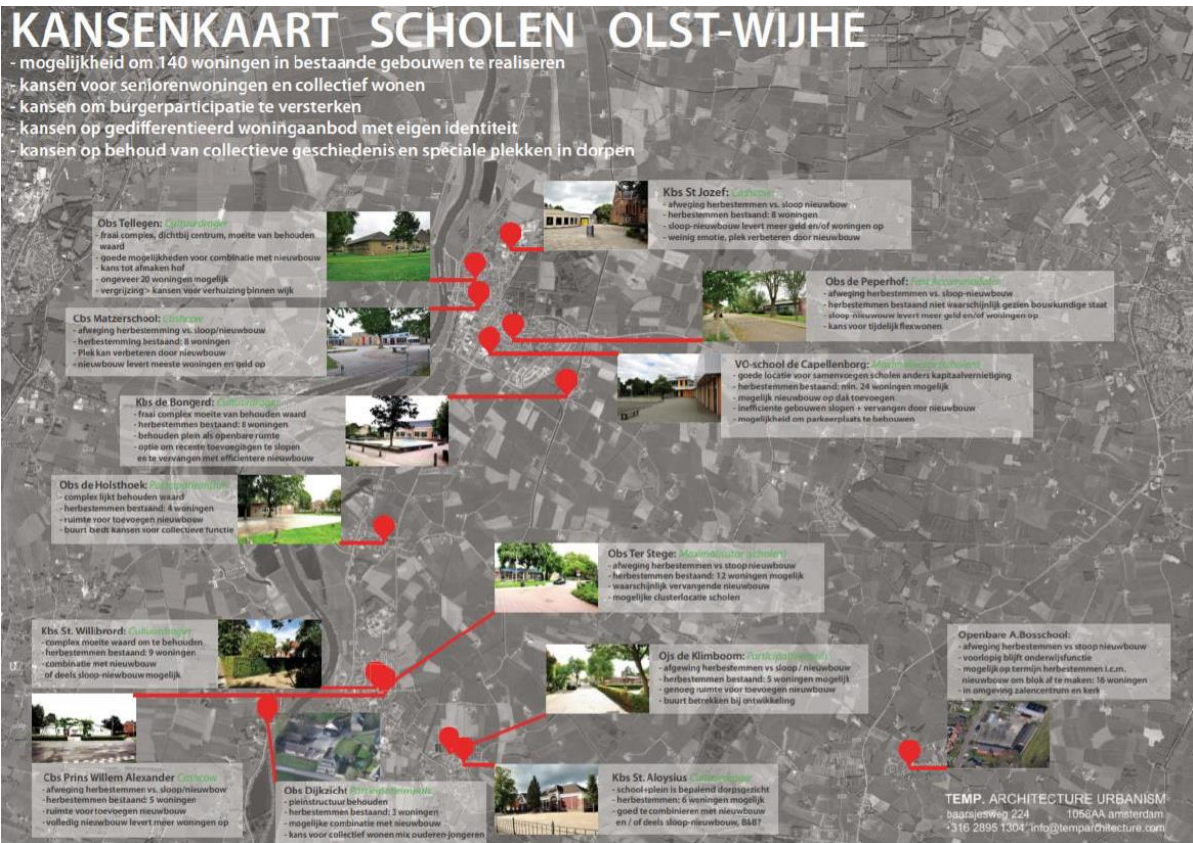 KANSENKAART SCHOLEN OLST-WIJHE
- mogelijkheid om 140 woningen in bestaande gebouwen te realiseren
- kansen voor seniorenwoningen en collectief wonen
- kansen om burgerparticipatie te versterken
- kansen op gedifferentieerd woningaanbod met eigen identiteit
- kansen op behoud van collectieve geschiedenis en speciale plekken in dorpen
Kbs St Jozef: Cashcow
- afweging herbestemmen vs. sloop nieuwbouw
- herbestemmen bestaand: 8 woningen
- sloop-nieuwbouw levert meer geld en/of woningen op
- weinig emotie, plek verbeteren door nieuwbouw
Obs Tellegen: Cultuurdrager
- fraai complex, dichtbij centrum, moeite van behouden
waard
- goede mogelijkheden voor combinatie met nieuwbouw
- kans tot afmaken hof
- ongeveer 20 woningen mogelijk
- vergrijzing > kansen voor verhuizing binnen wijk
Obs de Peperhof:
- afweging herbestemmen vs. sloop-nieuwbouw
- herbestemmen bestaand niet waarschijnlijk gezien bouwkundige staat
- sloop-nieuwbouw levert meer geld en/of woningen op
- kans voor tijdelijk flexwonen
Cbs Matzerschool: Cashcow
- afweging herbestemming vs. sloop/nieuwbouw
- herbestemming bestaand: 8 woningen
- Plek kan verbeteren door nieuwbouw
- nieuwbouw levert meeste woningen en geld op
VO-school de Capellenborg:
- goede locatie voor samenvoegen scholen anders kapitaalvernietiging
- herbestemmen bestaand: min. 24 woningen mogelijk
- mogelijk nieuwbouw op dak toevoegen
- inefficiente gebouwen slopen + vervangen door nieuwbouw
- mogelijkheid om parkeerplaats te bebouwen
Kbs de Bongerd: Cultuurdrager
- fraai complex moeite van behouden waard
- herbestemmen bestaand: 8 woningen
- behouden plein als openbare ruimte
- optie om recente toevoegingen te slopen
es te vervangen met efficientere nieuwbouw
Obs de Holsthoek: Participatiepunt
- complex lijkt behouden waard
- herbestemmen bestaand: 4 woningen
- ruimte voor toevoegen nieuwbouw
- buurt biedt kansen voor collectieve functie
Obs Ter Stege:
- afweging herbestemmen vs sloop nieuwbouw
- herbestemmen bestaand: 12 woningen mogelijk
- waarschijnlijk vervangende nieuwbouw
- mogelijke clusterlocatie scholen
Kbs St. Willibrord: Cultuurdrager
- complex moeite waard om te behouden
- herbestemmen bestaand: 9 woningen
- combinatie met nieuwbouw
of deels sloop-niewbouw mogelijk
Ojs de Klimboom: Participatiepunt
- afgewing herbestemmen vs sloop / nieuwbouw
- herbestemmen bestaand: 5 woningen mogelijk
- genoeg ruimte voor toevoegen nieuwbouw
- buurt betrekken bij ontwikkeling
Openbare A.Bosschool:
- afweging herbestemmen vs sloop nieuwbouw
- voorlopig blijft onderwijsfunctie
- mogelijk op termijn herbestemmen i.c.m.
nieuwbouw om blok af te maken: 16 woningen
- in omgeving zalencentrum en kerk
Cbs Prins Willem Alexander Cashcow
- afweging herbestemmen vs. sloop/nieuwbow
- herbestemmen bestaand: 5 woningen
- ruimte voor toevoegen nieuwbouw
- volledig nieuwbouw levert meer woningen op
Obs Dijkzicht Participatiepunt
- pleinstructuur behouden
- herbestemmen bestaand: 3 woningen
- mogelijke combinatie met nieuwbouw
- kans voor collectief wonen mix ouderen-jongeren
Kbs St. Aloysius Cultuurdrager
- school+plein is bepalend dorpsgezicht
- herbestemmen: 6 woningen mogelijk
- goed te combineren met nieuwbouw
en / of deels sloop-nieuwbouw, B&B?
TEMP. ARCHITECTURE URBANISM
baarsjesweg 224 1058AA amsterdam
+316 2895 1304 info@temparchitecture.com